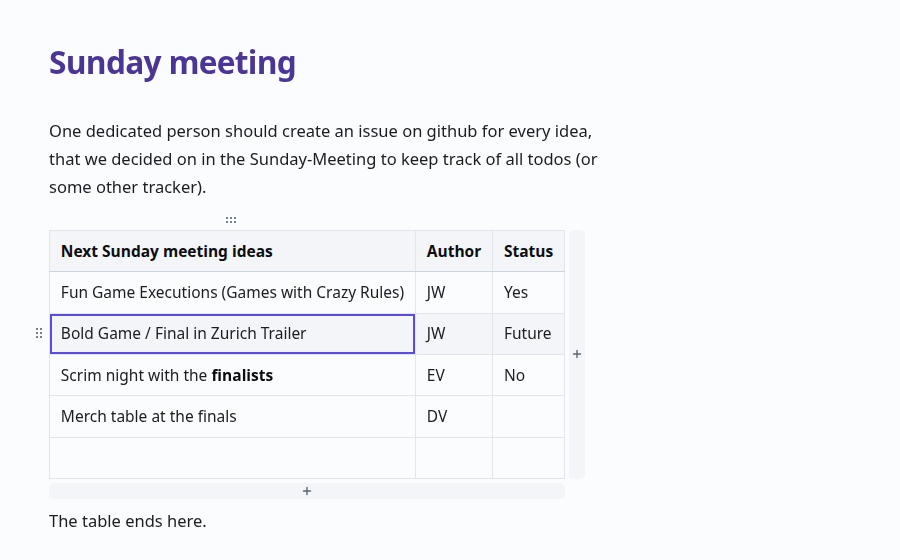 Sunday meeting
One dedicated person should create an issue on github for every idea,
that we decided on in the Sunday-Meeting to keep track of all todos (or
some other tracker).
Next Sunday meeting ideas Author Status
Fun Game Executions (Games with Crazy Rules) JW Yes
Bold Game / Final in Zurich Trailer JW Future
Scrim night with the finalists EV No
Merch table at the finals DV
The table ends here.